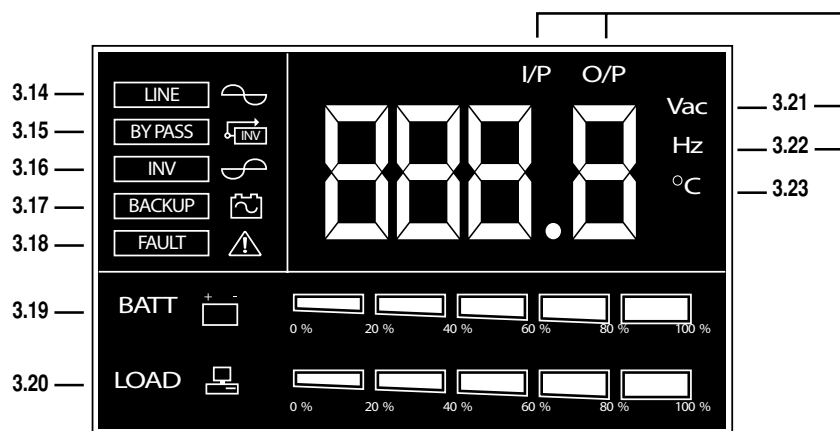 I/P O/P
3.14 LINE
3.15 BY PASS INV
3.16 INV
3.17 BACKUP
3.18 FAULT
888.8
Vac 3.21
Hz 3.22
°C 3.23
3.19 BATT + -
0 % 20 % 40 % 60 % 80 % 100 %
3.20 LOAD
0 % 20 % 40 % 60 % 80 % 100 %